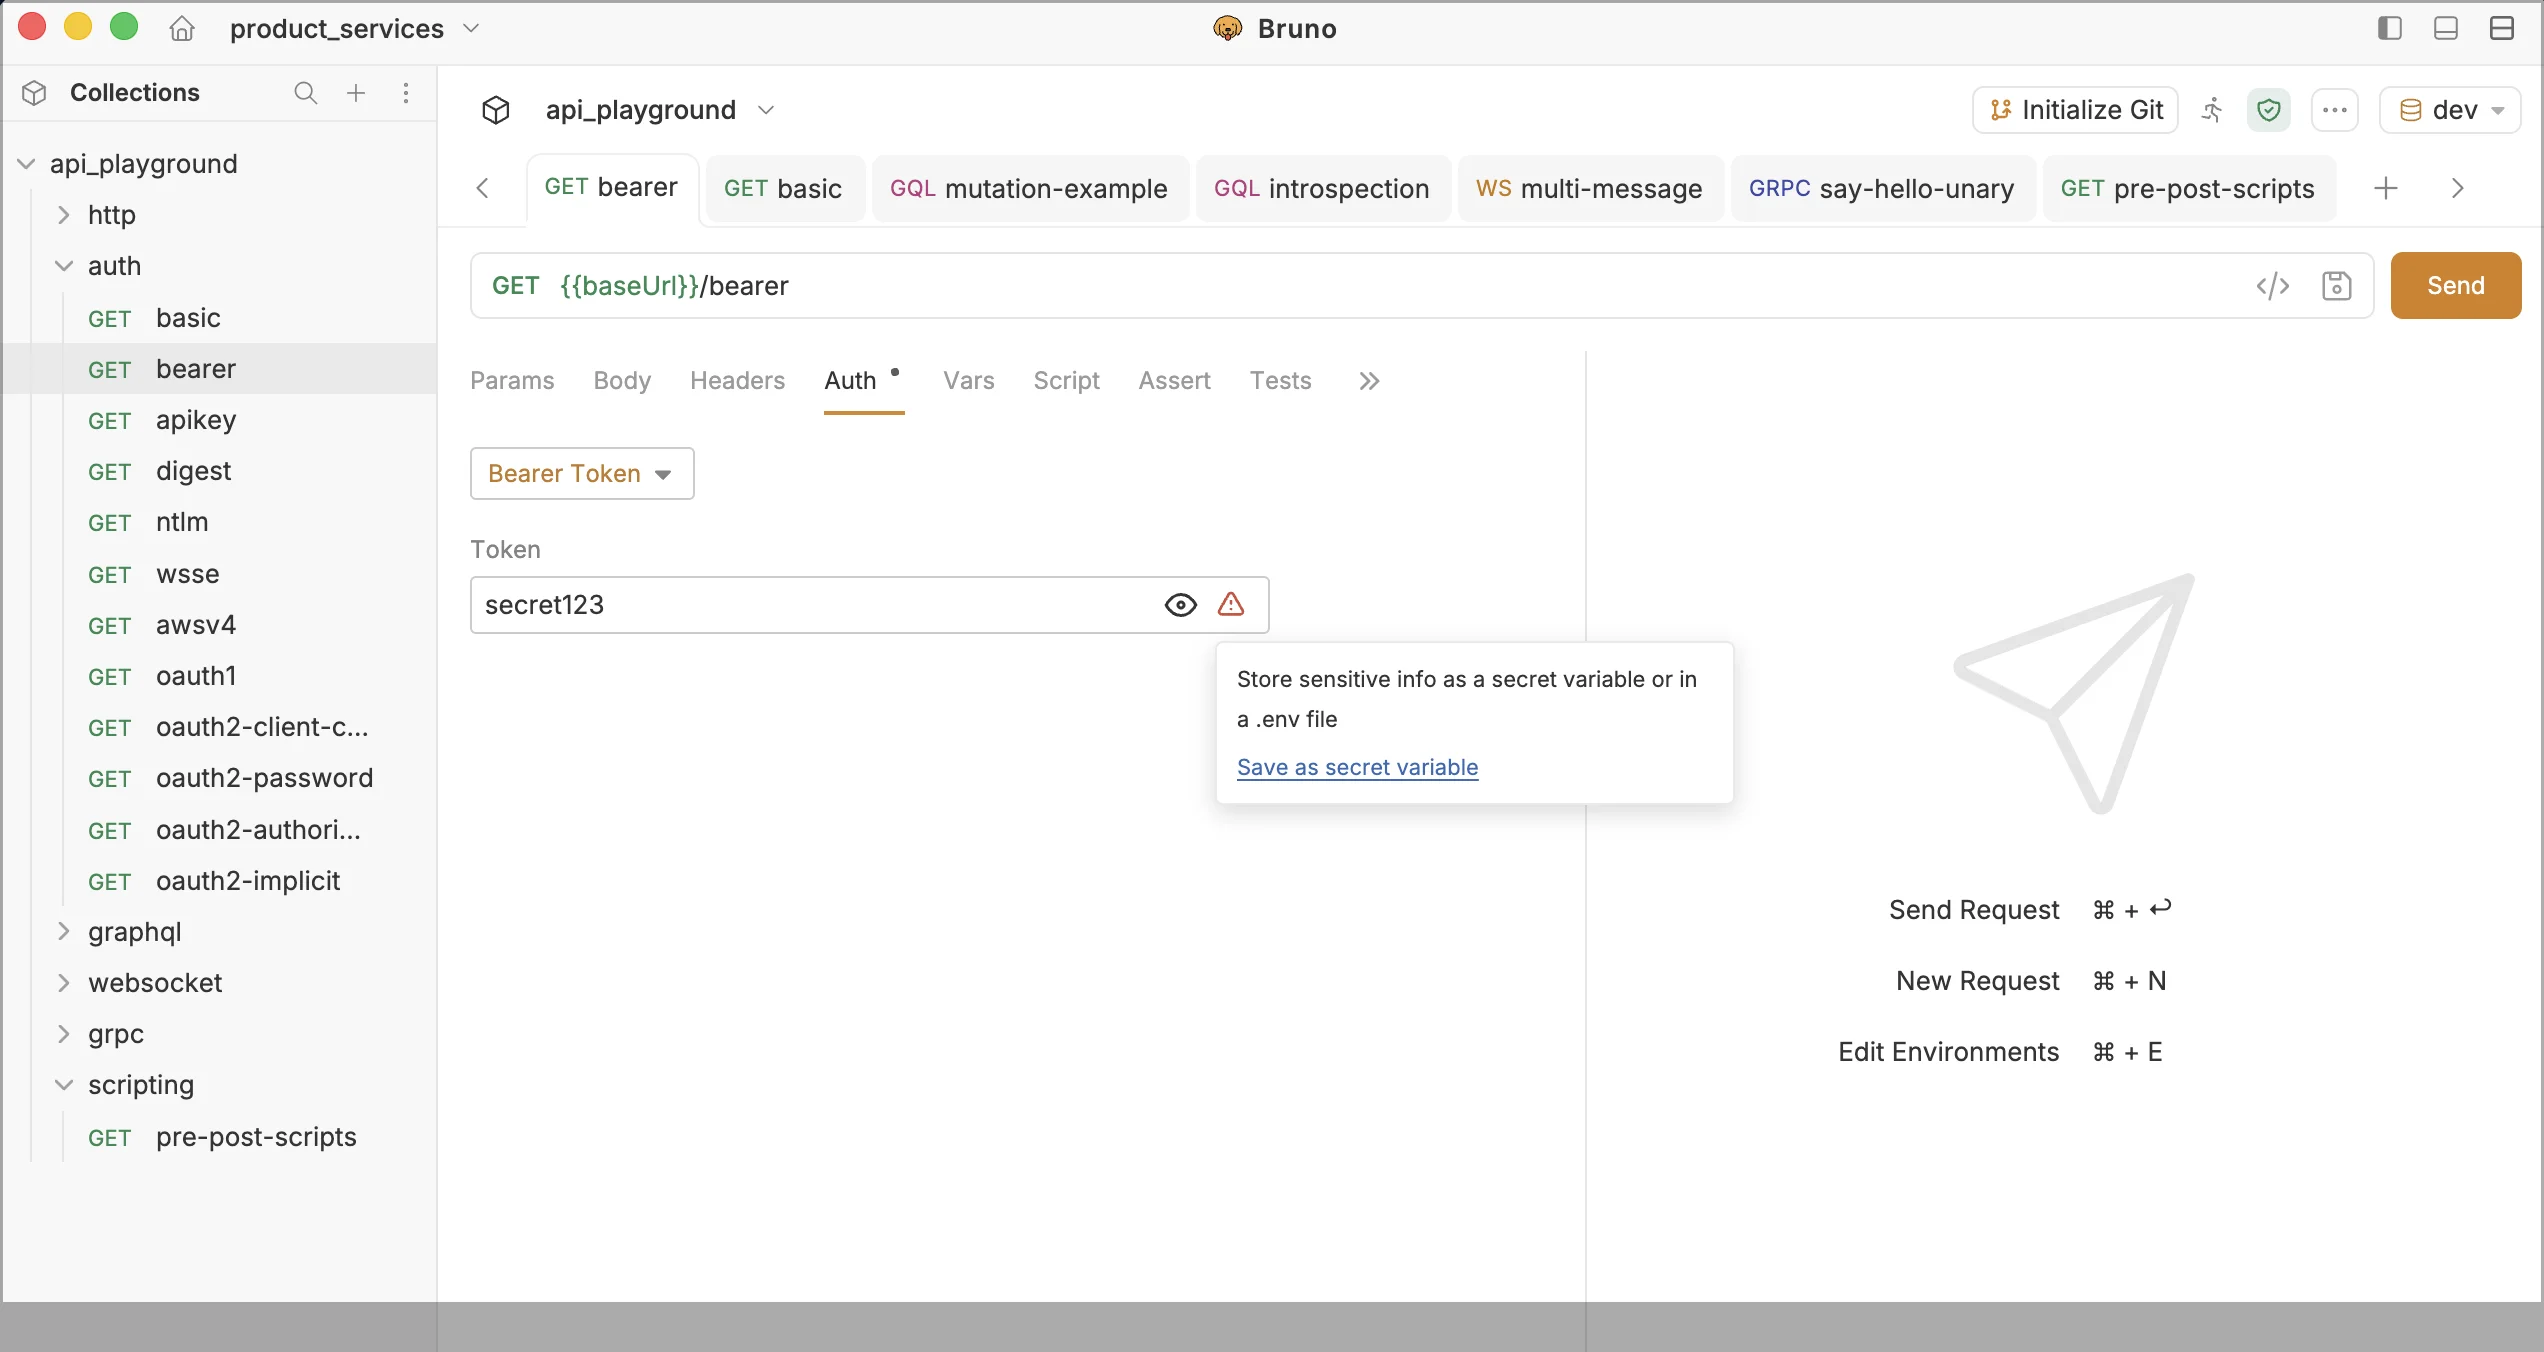 product_services
Bruno
Collections
api_playground
http
auth
GET basic
GET bearer
GET apikey
GET digest
GET ntlm
GET wsse
GET awsv4
GET oauth1
GET oauth2-client-c...
GET oauth2-password
GET oauth2-authori...
GET oauth2-implicit
graphql
websocket
grpc
scripting
GET pre-post-scripts
api_playground
Initialize Git
dev
GET bearer
GET basic
GQL mutation-example
GQL introspection
WS multi-message
GRPC say-hello-unary
GET pre-post-scripts
GET {{baseUrl}}/bearer
Send
Params Body Headers Auth Vars Script Assert Tests
Bearer Token
Token
secret123
Store sensitive info as a secret variable or in
a .env file
Save as secret variable
Send Request ⌘ + ↩
New Request ⌘ + N
Edit Environments ⌘ + E